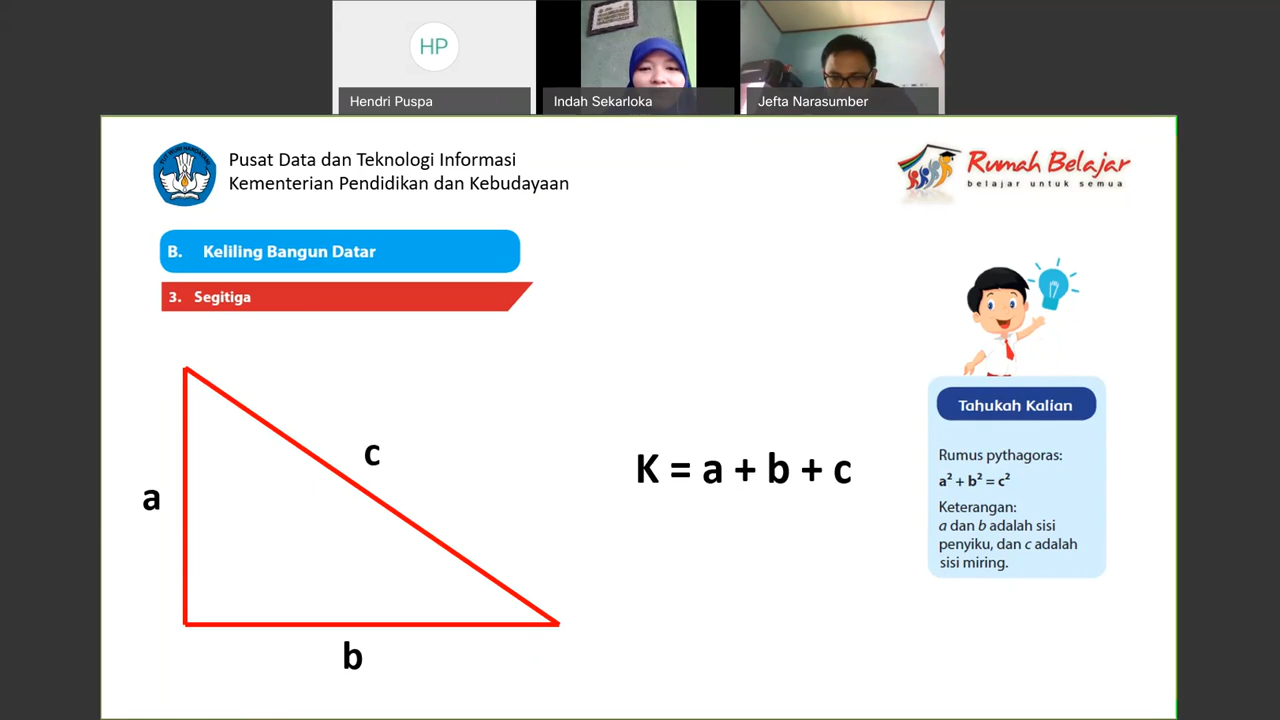 HP
Hendri Puspa
Indah Sekarloka
Jefta Narasumber
Pusat Data dan Teknologi Informasi
Kementerian Pendidikan dan Kebudayaan
Rumah Belajar
belajar untuk semua
B. Keliling Bangun Datar
3. Segitiga
a
c
b
K = a + b + c
Tahukah Kalian
Rumus pythagoras:
a² + b² = c²
Keterangan:
a dan b adalah sisi
penyiku, dan c adalah
sisi miring.